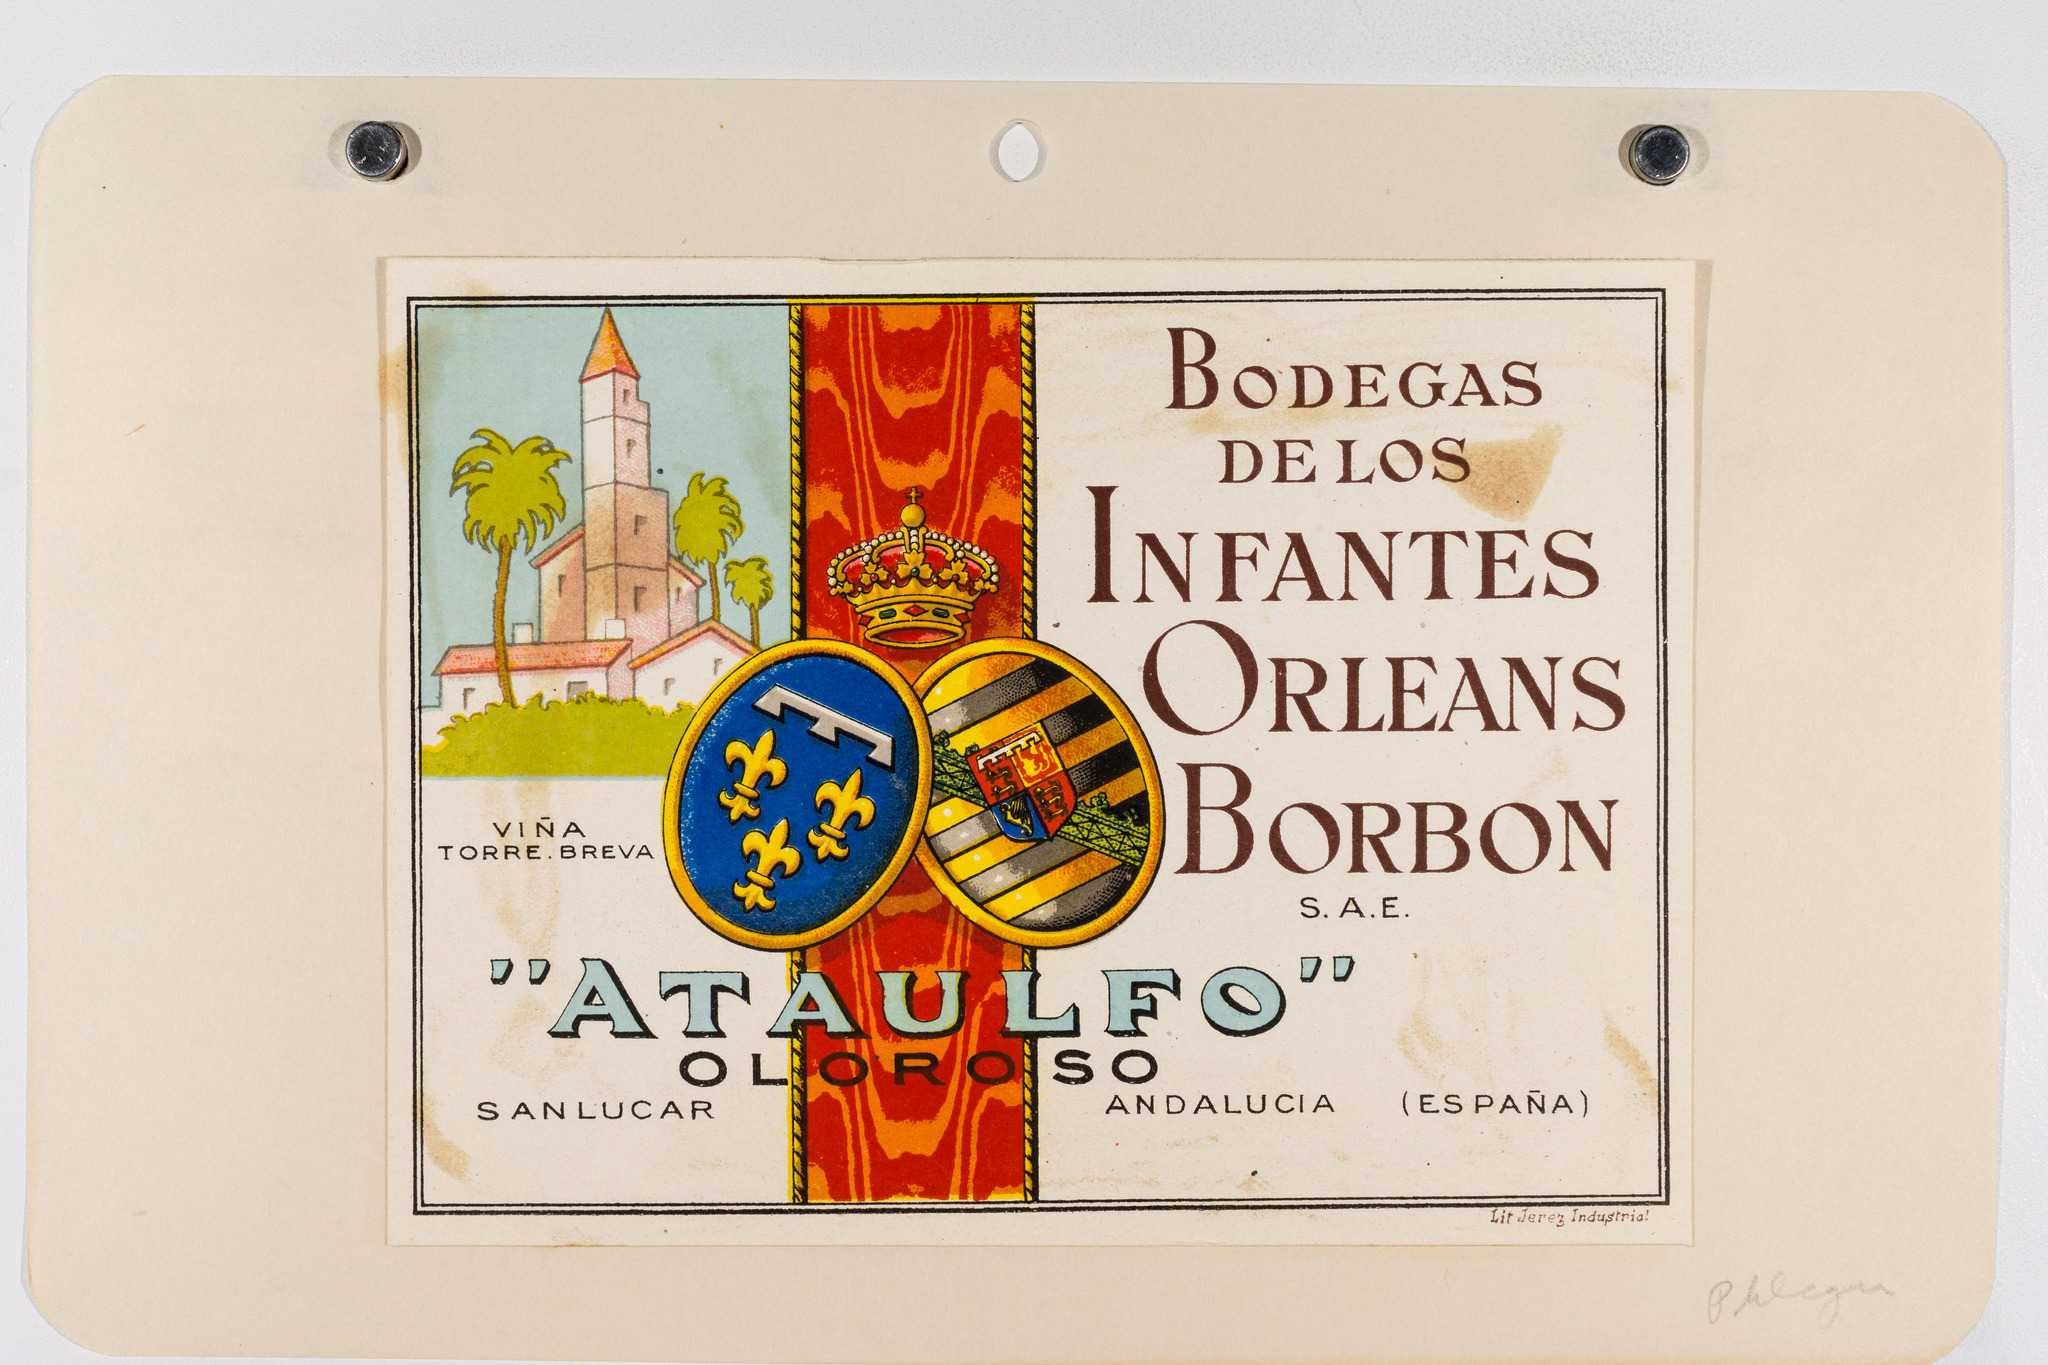 BODEGAS
DE LOS
INFANTES
ORLEANS
BORBON
S. A. E.
VIÑA
TORRE. BREVA
"ATAULFO"
OLOROSO
SANLUCAR ANDALUCIA (ESPAÑA)
Lit Jerez Industrial